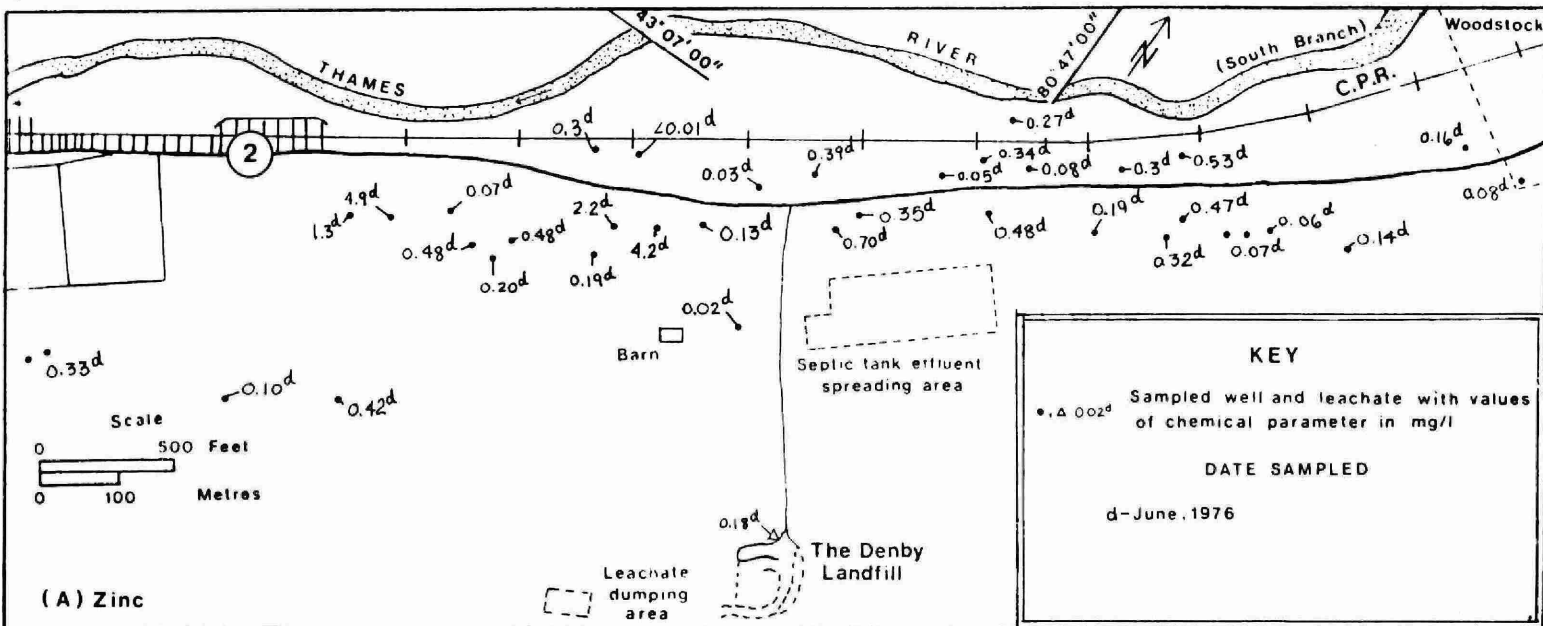 Woodstock
43° 07' 00"
RIVER
80° 47' 00"
N
(South Branch)
THAMES
C.P.R.
0.27ᵈ
0.3ᵈ
<0.01ᵈ
2
0.39ᵈ
0.34ᵈ
0.53ᵈ
0.16ᵈ
0.03ᵈ
0.05ᵈ
0.08ᵈ
0.3ᵈ
0.08ᵈ
4.9ᵈ
0.07ᵈ
2.2ᵈ
0.35ᵈ
0.19ᵈ
0.47ᵈ
1.3ᵈ
0.48ᵈ
0.48ᵈ
4.2ᵈ
0.13ᵈ
0.70ᵈ
0.48ᵈ
0.06ᵈ
0.20ᵈ
0.19ᵈ
0.32ᵈ
0.07ᵈ
0.14ᵈ
0.02ᵈ
Barn
Septic tank effluent
spreading area
0.33ᵈ
0.10ᵈ
0.42ᵈ
Scale
0 500 Feet
0 100 Metres
KEY
•, Δ 0.02ᵈ Sampled well and leachate with values
of chemical parameter in mg/l
DATE SAMPLED
d-June, 1976
0.18ᵈ
The Denby
Landfill
Leachate
dumping
area
(A) Zinc